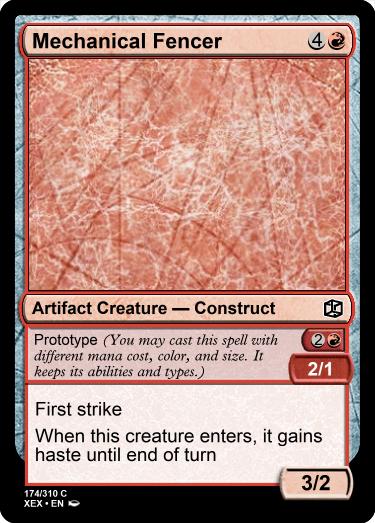 Mechanical Fencer 4
Artifact Creature — Construct
Prototype (You may cast this spell with
different mana cost, color, and size. It
keeps its abilities and types.)
2
2/1
First strike
When this creature enters, it gains
haste until end of turn
3/2
174/310 C
XEX • EN